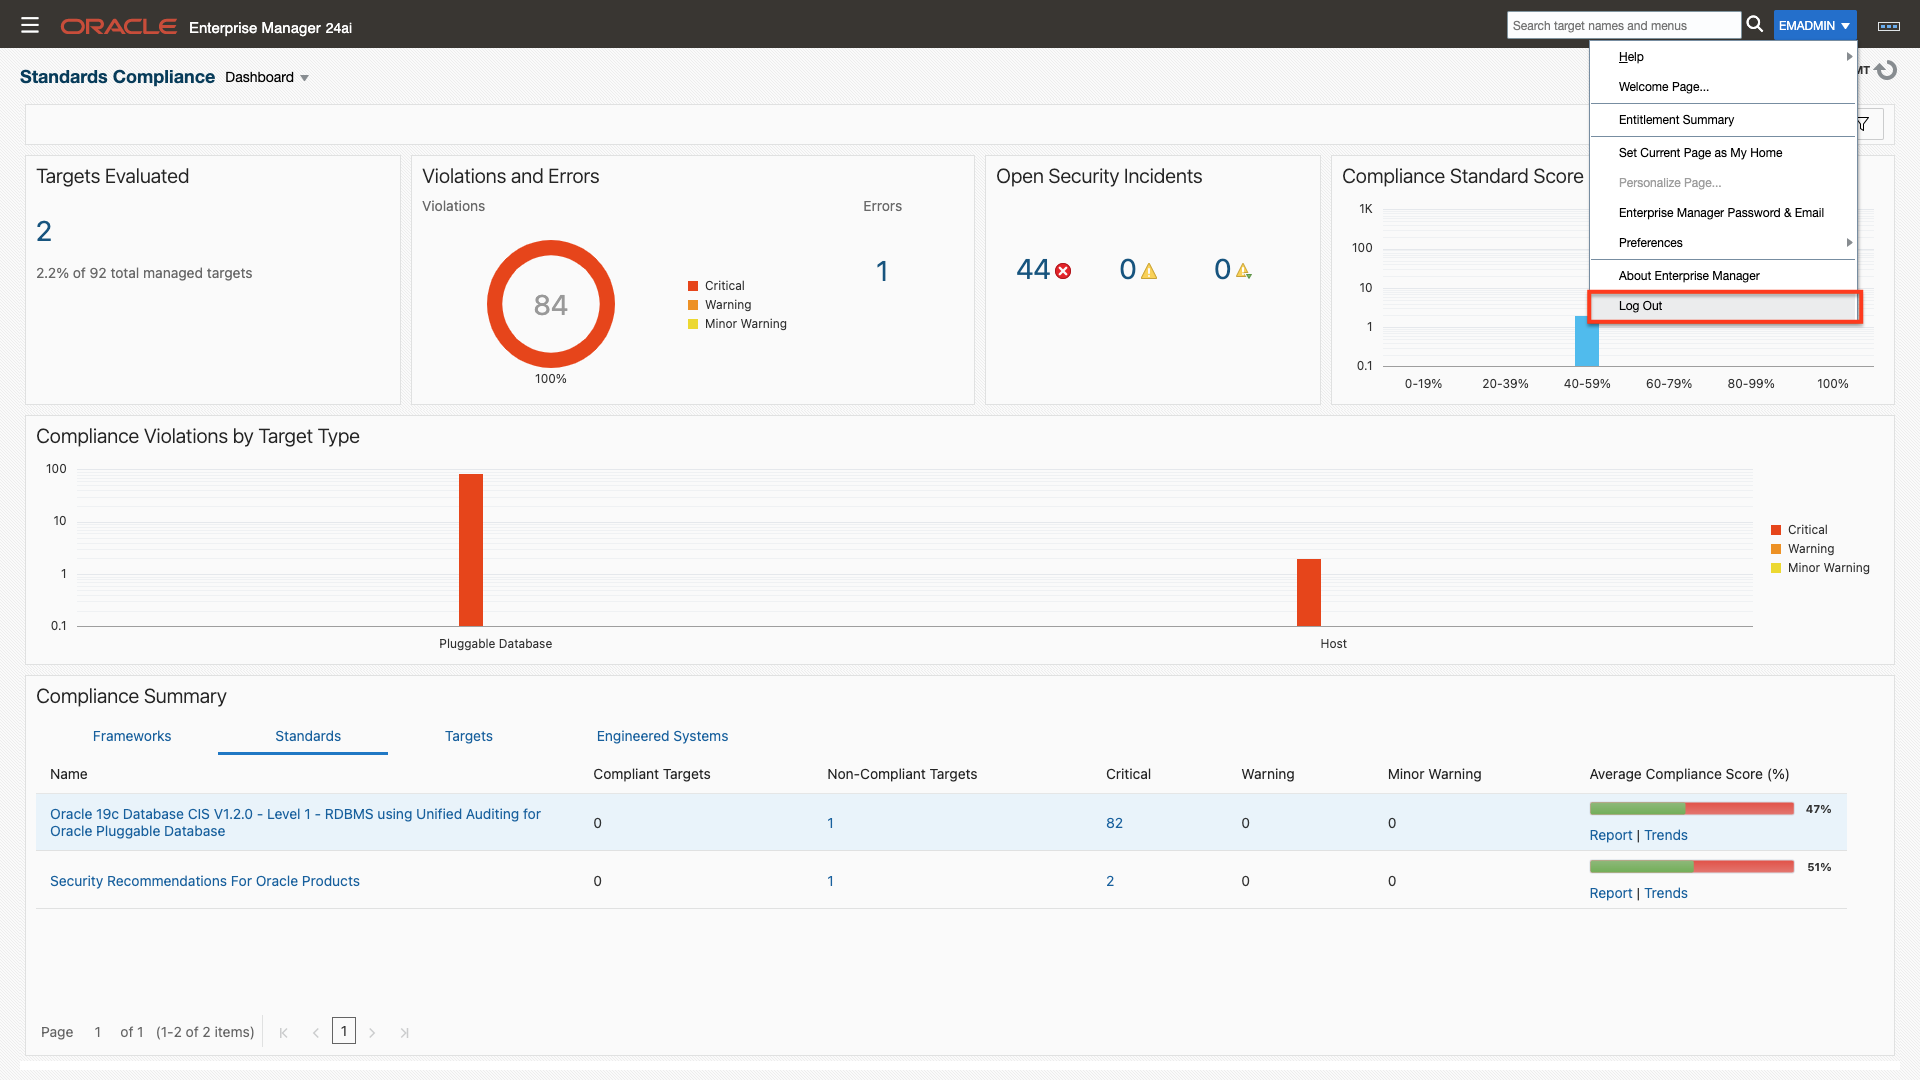 ORACLE Enterprise Manager 24ai
Search target names and menus
EMADMIN
Standards Compliance Dashboard
MT
Help
Welcome Page...
Entitlement Summary
Set Current Page as My Home
Personalize Page...
Enterprise Manager Password & Email
Preferences
About Enterprise Manager
Log Out
Targets Evaluated
2
2.2% of 92 total managed targets
Violations and Errors
Violations
Errors
84
100%
Critical
Warning
Minor Warning
1
Open Security Incidents
44 0 0
Compliance Standard Score
1K
100
10
1
0.1
0-19% 20-39% 40-59% 60-79% 80-99% 100%
Compliance Violations by Target Type
100
10
1
0.1
Pluggable Database Host
Critical
Warning
Minor Warning
Compliance Summary
Frameworks Standards Targets Engineered Systems
Name Compliant Targets Non-Compliant Targets Critical Warning Minor Warning Average Compliance Score (%)
Oracle 19c Database CIS V1.2.0 - Level 1 - RDBMS using Unified Auditing for
Oracle Pluggable Database
0 1 82 0 0 47%
Report | Trends
Security Recommendations For Oracle Products 0 1 2 0 0 51%
Report | Trends
Page 1 of 1 (1-2 of 2 items) 1